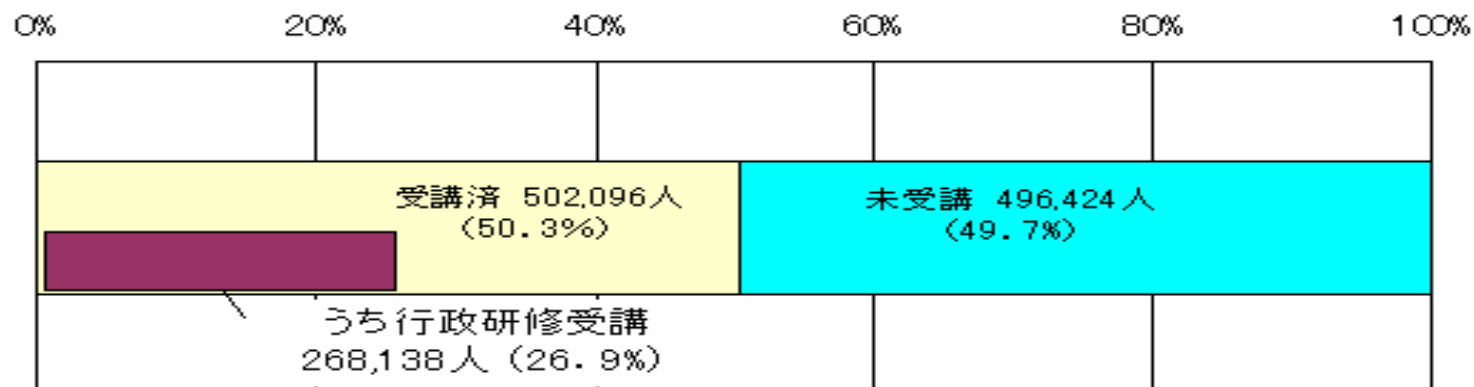 0% 20% 40% 60% 80% 100%
受講済 502,096人
(50.3%)
未受講 496,424人
(49.7%)
うち行政研修受講
268,138人 (26.9%)